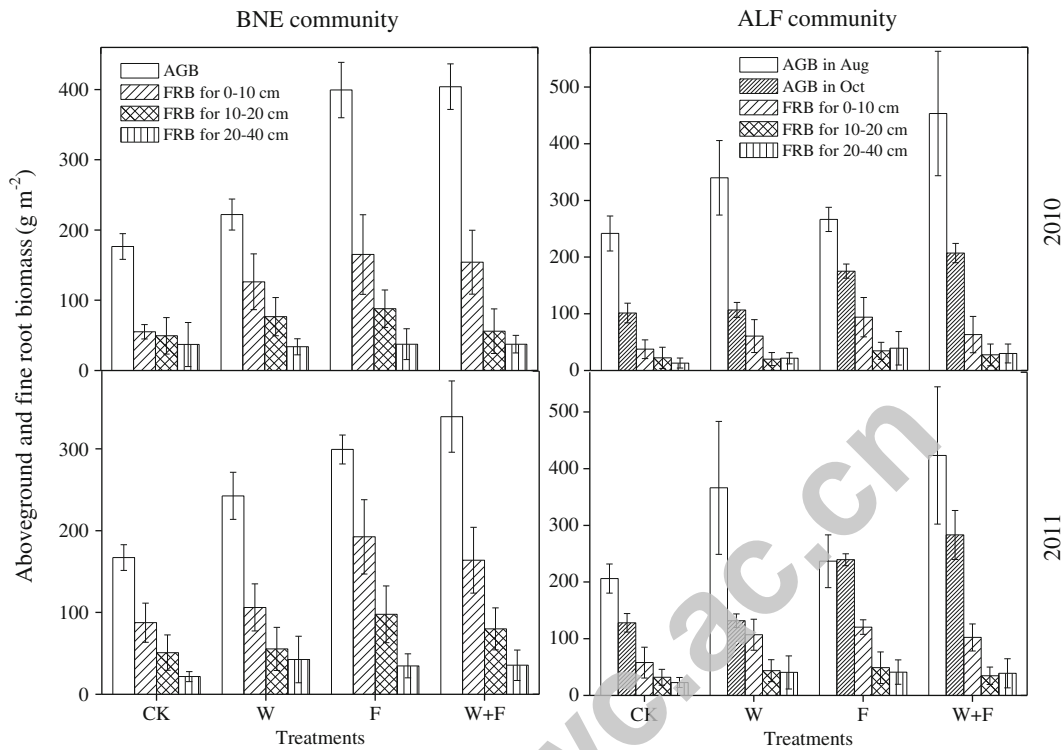 BNE community
ALF community
Aboveground and fine root biomass (g m⁻²)
400
300
200
100
0
AGB
FRB for 0-10 cm
FRB for 10-20 cm
FRB for 20-40 cm
500
400
300
200
100
0
AGB in Aug
AGB in Oct
FRB for 0-10 cm
FRB for 10-20 cm
FRB for 20-40 cm
2010
300
200
100
0
CK W F W+F
Treatments
500
400
300
200
100
0
CK W F W+F
Treatments
2011
yc.ac.cn